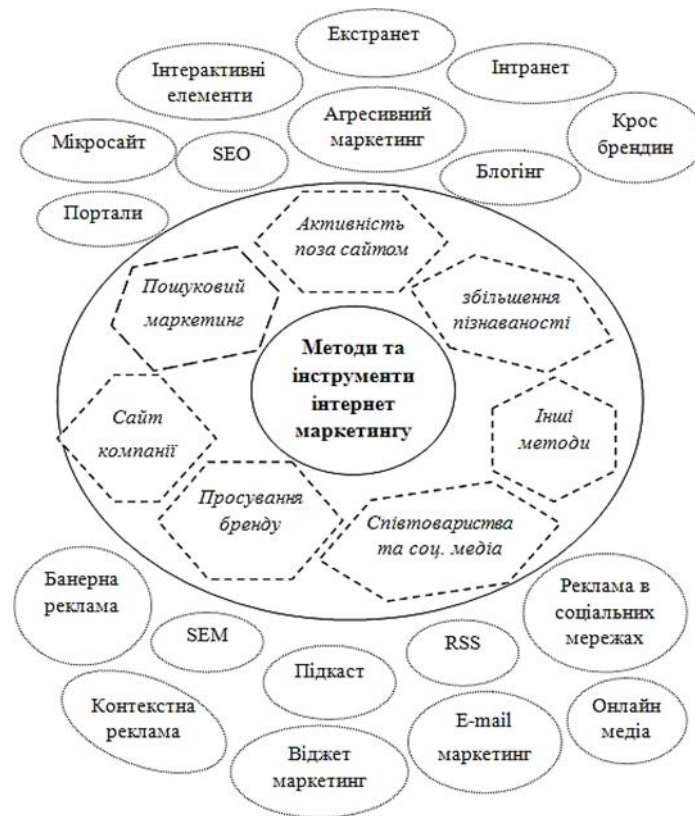 Екстранет
Інтерактивні
елементи
Інтранет
Агресивний
маркетинг
Крос
брендин
Мікросайт
SEO
Блогінг
Портали
Активність
поза сайтом
Пошуковий
маркетинг
збільшення
пізнаваності
Методи та
інструменти
інтернет
маркетингу
Сайт
компанії
Інші
методи
Просування
бренду
Співтовариства
та соц. медіа
Банерна
реклама
SEM
Підкаст
RSS
Реклама в
соціальних
мережах
Контекстна
реклама
Віджет
маркетинг
E-mail
маркетинг
Онлайн
медіа